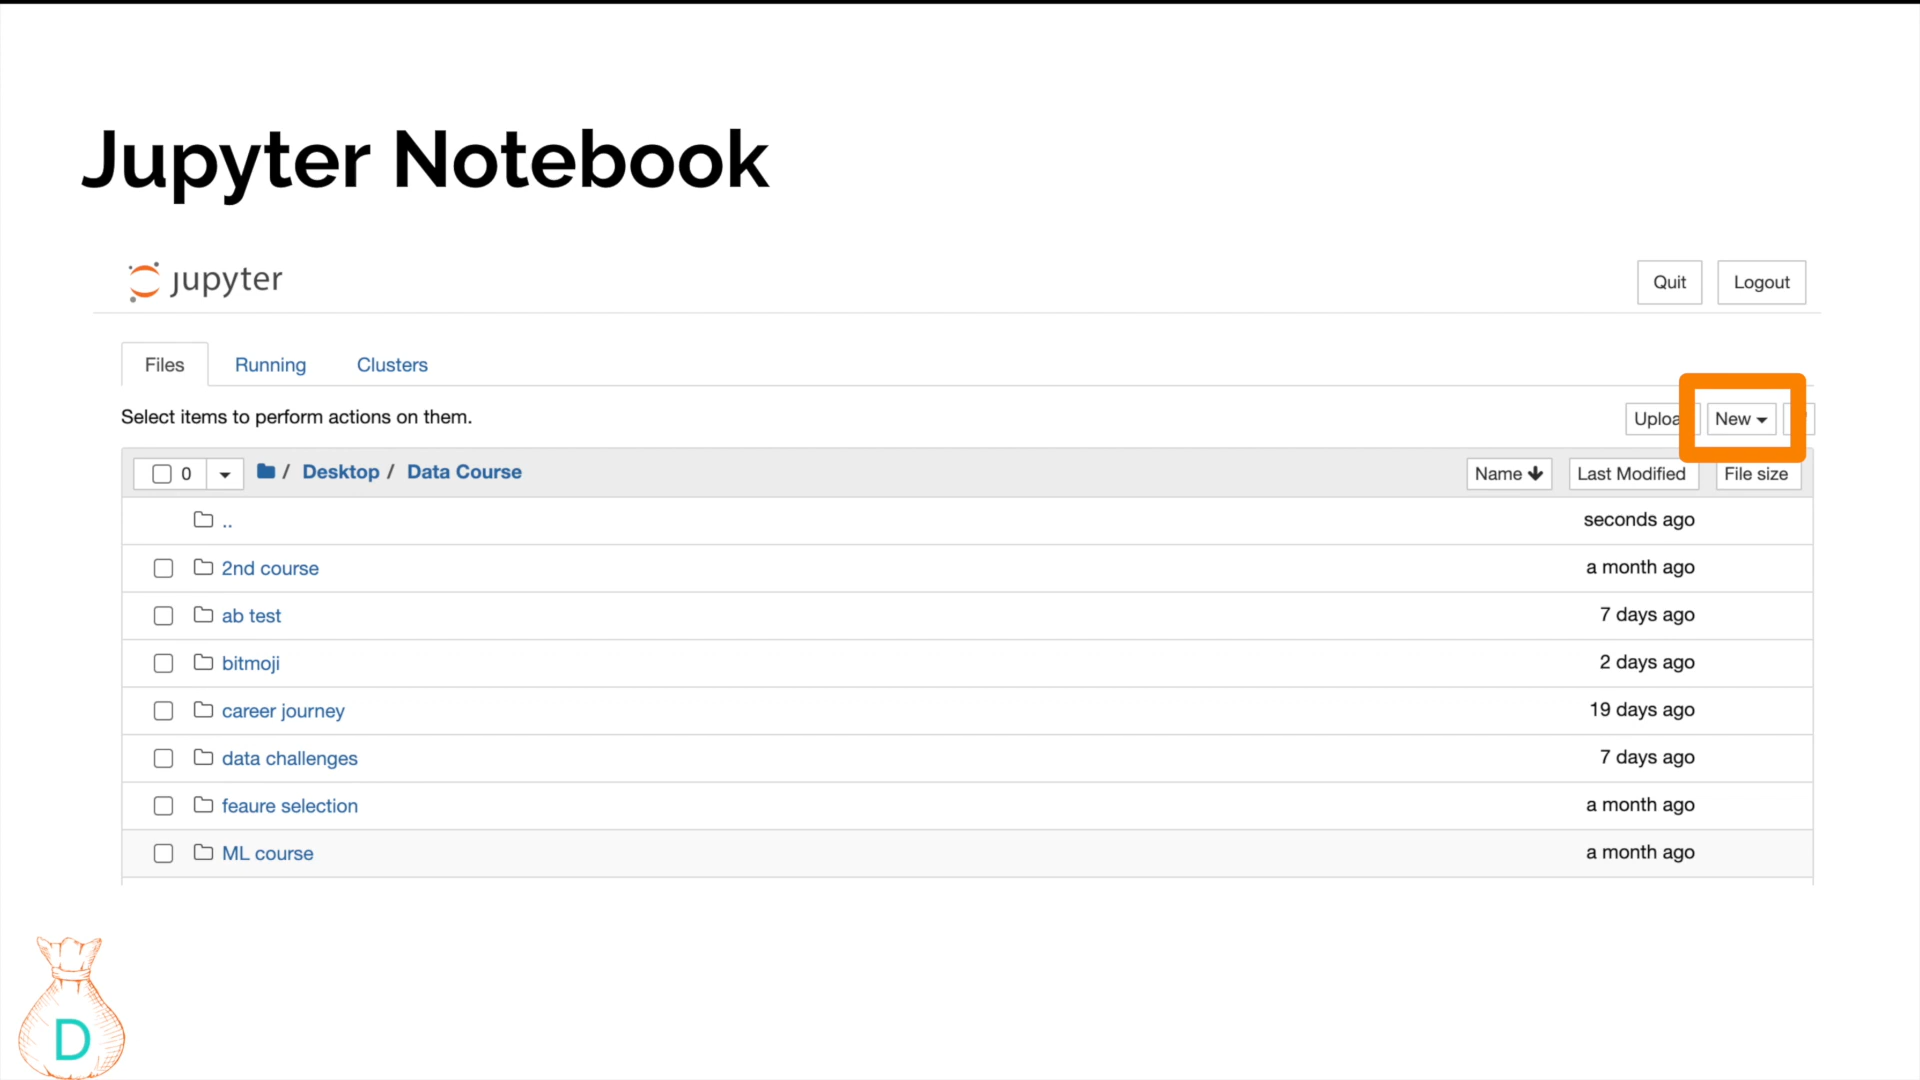 Jupyter Notebook
jupyter
Quit Logout
Files Running Clusters
Select items to perform actions on them.
New
0 / Desktop / Data Course Name Last Modified File size
.. seconds ago
2nd course a month ago
ab test 7 days ago
bitmoji 2 days ago
career journey 19 days ago
data challenges 7 days ago
feaure selection a month ago
ML course a month ago
D